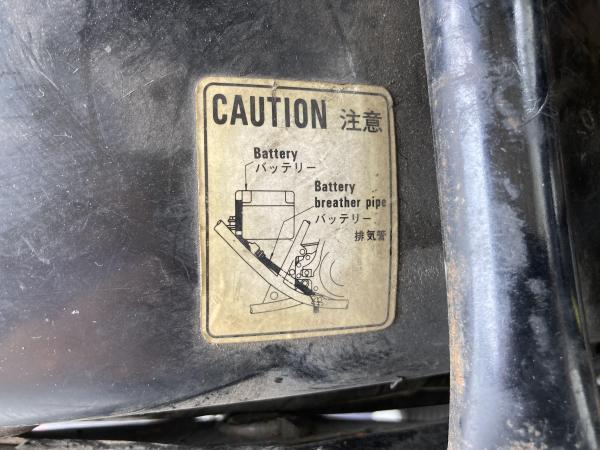 CAUTION 注意
Battery
バッテリー
Battery
breather pipe
バッテリー
排気管